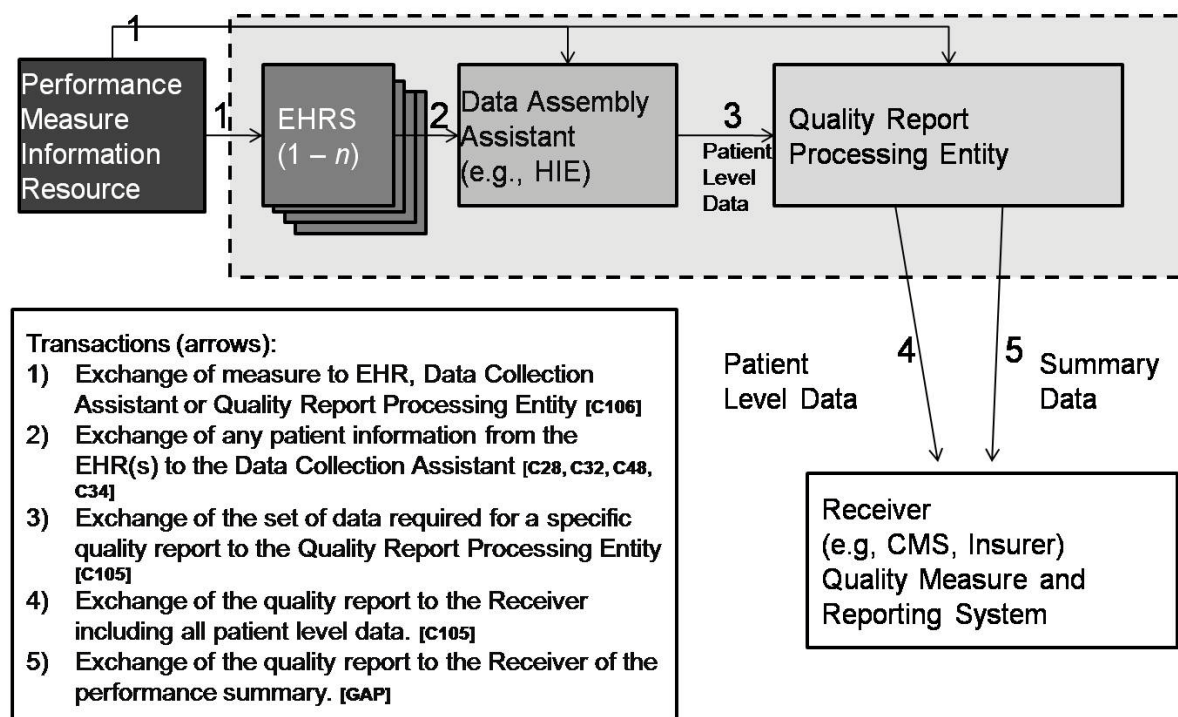 1
Performance
Measure
Information
Resource
1
EHRS
(1 – n)
2
Data Assembly
Assistant
(e.g., HIE)
3
Patient
Level
Data
Quality Report
Processing Entity
4
Patient
Level Data
5
Summary
Data
Receiver
(e.g, CMS, Insurer)
Quality Measure and
Reporting System
Transactions (arrows):
1) Exchange of measure to EHR, Data Collection
Assistant or Quality Report Processing Entity [C106]
2) Exchange of any patient information from the
EHR(s) to the Data Collection Assistant [C28, C32, C48,
C34]
3) Exchange of the set of data required for a specific
quality report to the Quality Report Processing Entity
[C105]
4) Exchange of the quality report to the Receiver
including all patient level data. [C105]
5) Exchange of the quality report to the Receiver of the
performance summary. [GAP]